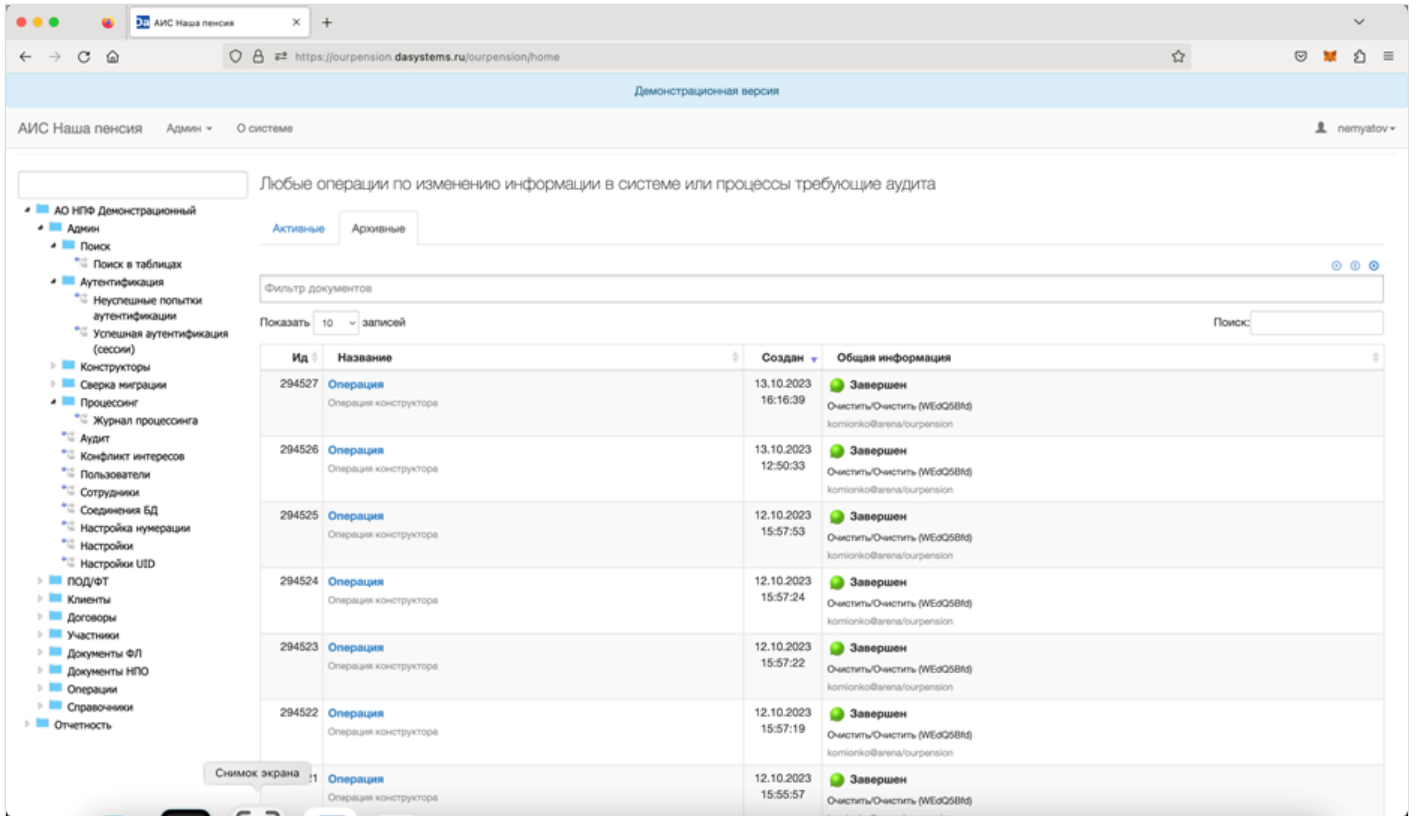 Da АИС Наша пенсия
https://ourpension.dasystems.ru/ourpension/home
Демонстрационная версия
АИС Наша пенсия Админ О системе nemyatov
Любые операции по изменению информации в системе или процессы требующие аудита
АО НПФ Демонстрационный
Админ
Поиск
Поиск в таблицах
Аутентификация
Неуспешные попытки
аутентификации
Успешная аутентификация
(сессии)
Конструкторы
Сверка миграции
Процессинг
Журнал процессинга
Аудит
Конфликт интересов
Пользователи
Сотрудники
Соединения БД
Настройка нумерации
Настройки
Настройки UID
ПОД/ФТ
Клиенты
Договоры
Участники
Документы ФЛ
Документы НПО
Операции
Справочники
Отчетность
Активные Архивные
Фильтр документов
Показать 10 записей Поиск:
Ид Название Создан Общая информация
294527 Операция 13.10.2023 Завершен
Операция конструктора 16:16:39 Очистить/Очистить (WEdQ5Bfd)
komionko@arena/ourpension
294526 Операция 13.10.2023 Завершен
Операция конструктора 12:50:33 Очистить/Очистить (WEdQ5Bfd)
komionko@arena/ourpension
294525 Операция 12.10.2023 Завершен
Операция конструктора 15:57:53 Очистить/Очистить (WEdQ5Bfd)
komionko@arena/ourpension
294524 Операция 12.10.2023 Завершен
Операция конструктора 15:57:24 Очистить/Очистить (WEdQ5Bfd)
komionko@arena/ourpension
294523 Операция 12.10.2023 Завершен
Операция конструктора 15:57:22 Очистить/Очистить (WEdQ5Bfd)
komionko@arena/ourpension
294522 Операция 12.10.2023 Завершен
Операция конструктора 15:57:19 Очистить/Очистить (WEdQ5Bfd)
komionko@arena/ourpension
Снимок экрана 1 Операция 12.10.2023 Завершен
Операция конструктора 15:55:57 Очистить/Очистить (WEdQ5Bfd)